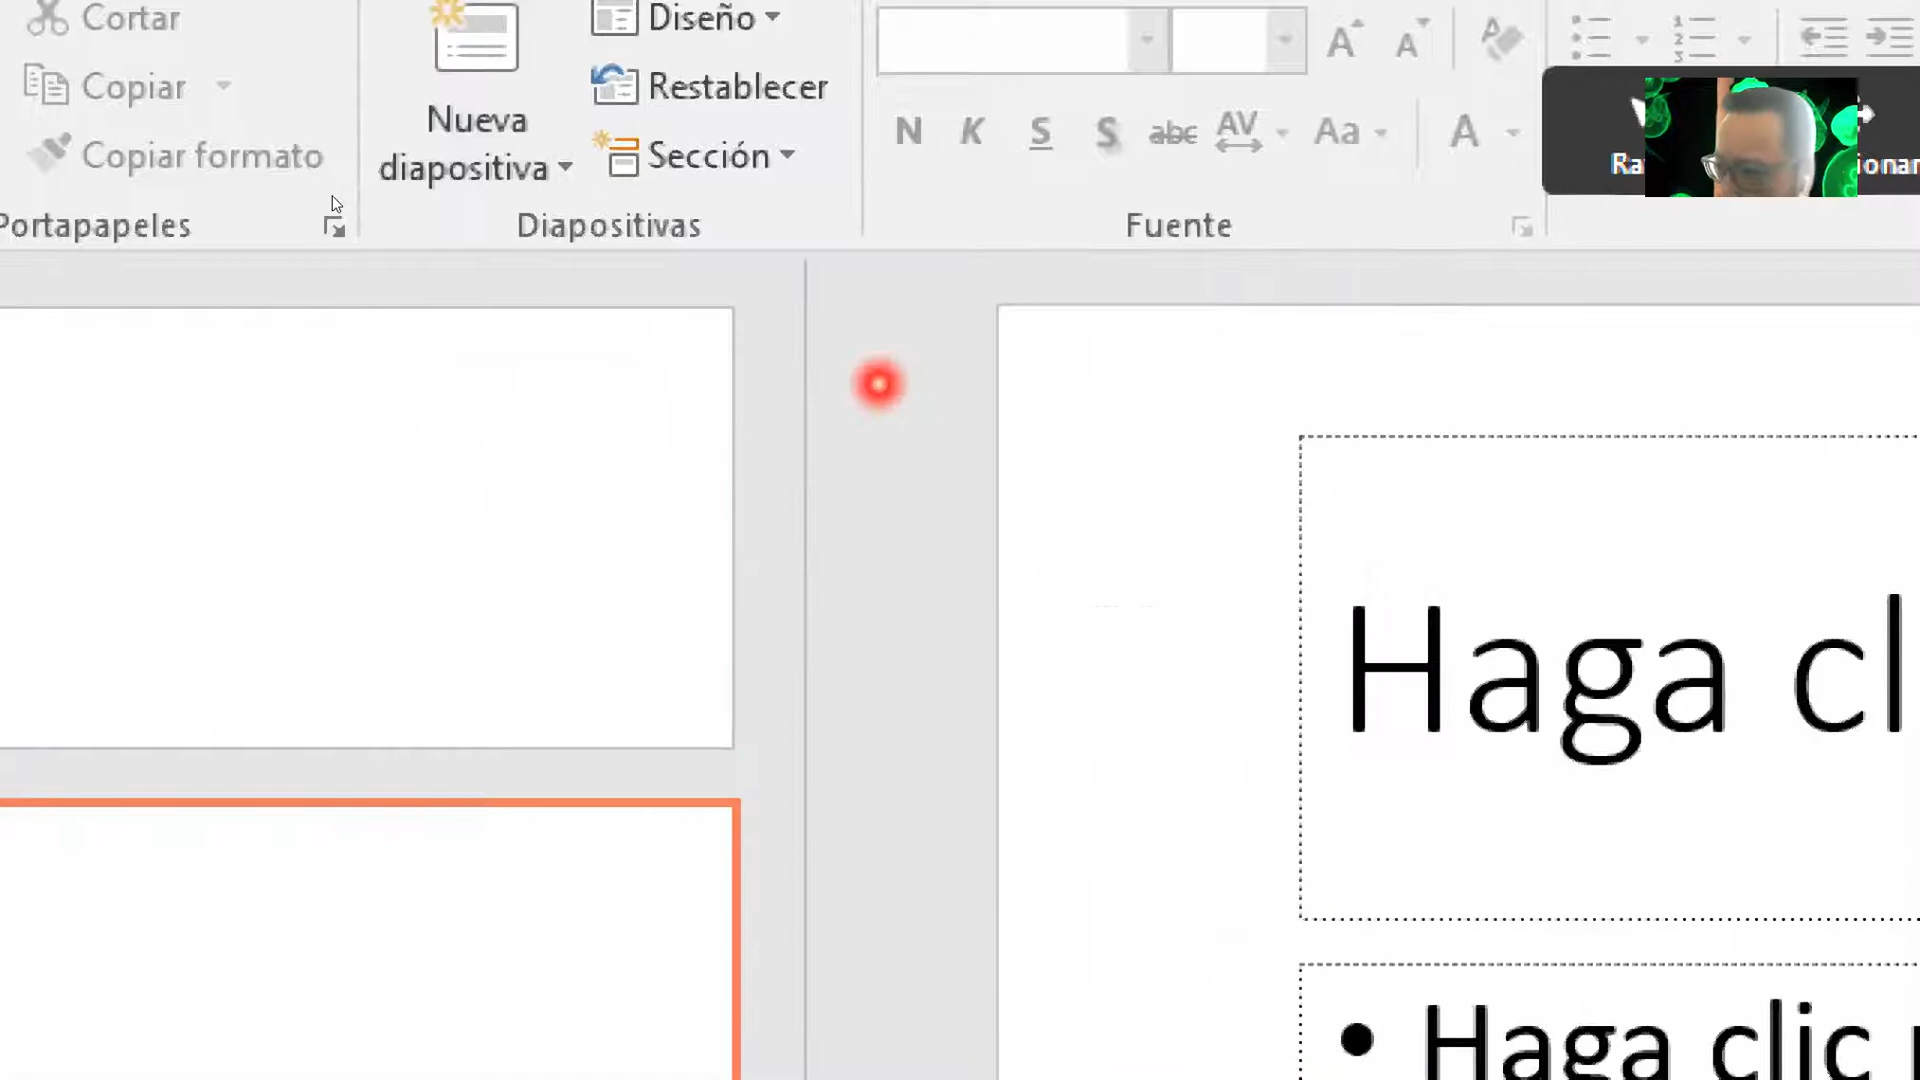 Cortar
Copiar
Copiar formato
Portapapeles
Nueva
diapositiva
Diseño
Restablecer
Sección
Diapositivas
N K S S abc AV Aa A
Fuente
Haga cl
• Haga clic